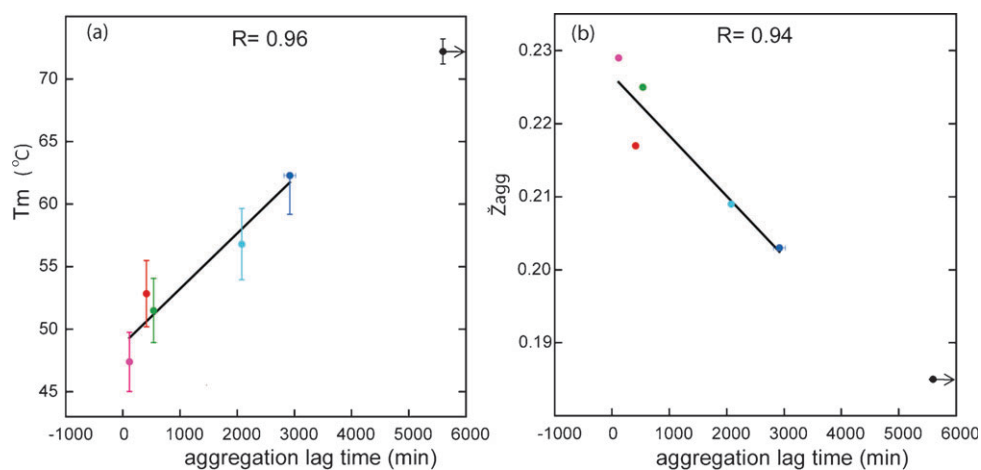 (a)
R= 0.96
Tm (°C)
70
65
60
55
50
45
-1000 0 1000 2000 3000 4000 5000 6000
aggregation lag time (min)
(b)
R= 0.94
Žagg
0.23
0.22
0.21
0.20
0.19
-1000 0 1000 2000 3000 4000 5000 6000
aggregation lag time (min)